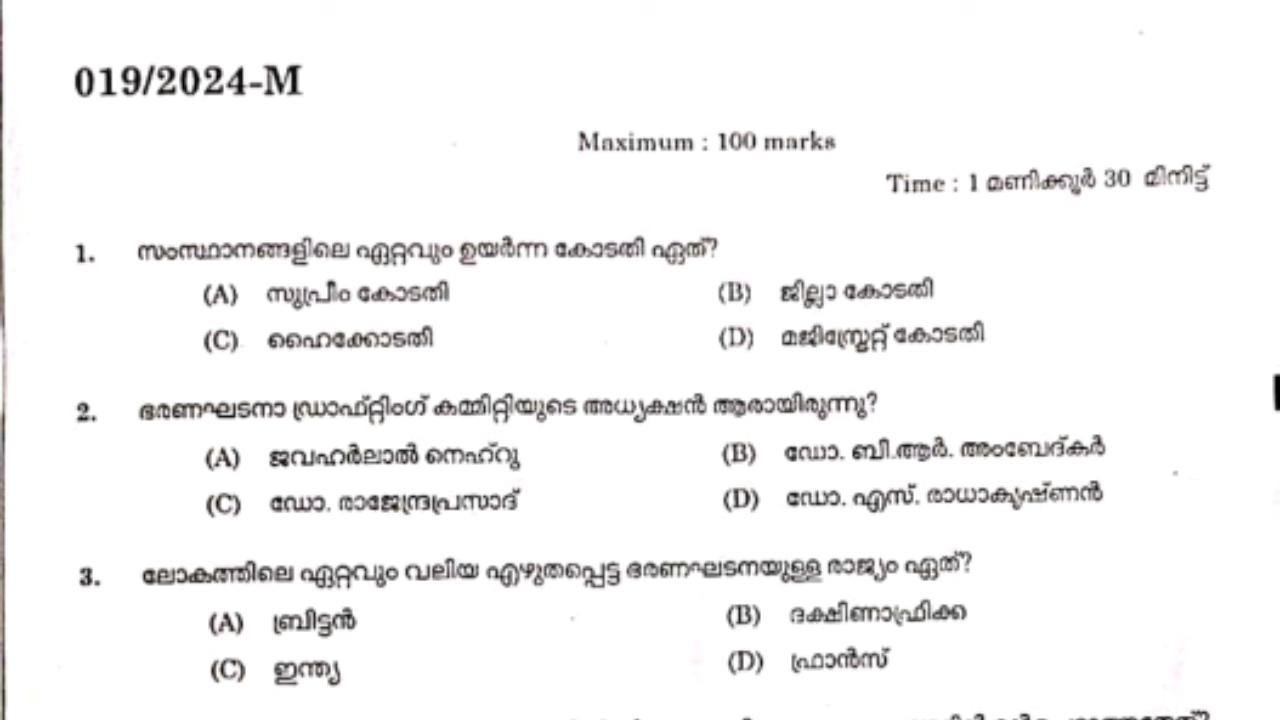 019/2024-M
Maximum : 100 marks
Time : 1 മണിക്കൂർ 30 മിനിട്ട്
1. സംസ്ഥാനങ്ങളിലെ ഏറ്റവും ഉയർന്ന കോടതി ഏത്?
(A) സുപ്രീം കോടതി (B) ജില്ലാ കോടതി
(C) ഹൈക്കോടതി (D) മജിസ്ട്രേറ്റ് കോടതി
2. ഭരണഘടനാ ഡ്രാഫ്റ്റിംഗ് കമ്മിറ്റിയുടെ അധ്യക്ഷൻ ആരായിരുന്നു?
(A) ജവഹർലാൽ നെഹ്റു (B) ഡോ. ബി.ആർ. അംബേദ്കർ
(C) ഡോ. രാജേന്ദ്രപ്രസാദ് (D) ഡോ. എസ്. രാധാകൃഷ്ണൻ
3. ലോകത്തിലെ ഏറ്റവും വലിയ എഴുതപ്പെട്ട ഭരണഘടനയുള്ള രാജ്യം ഏത്?
(A) ബ്രിട്ടൻ (B) ദക്ഷിണാഫ്രിക്ക
(C) ഇന്ത്യ (D) ഫ്രാൻസ്